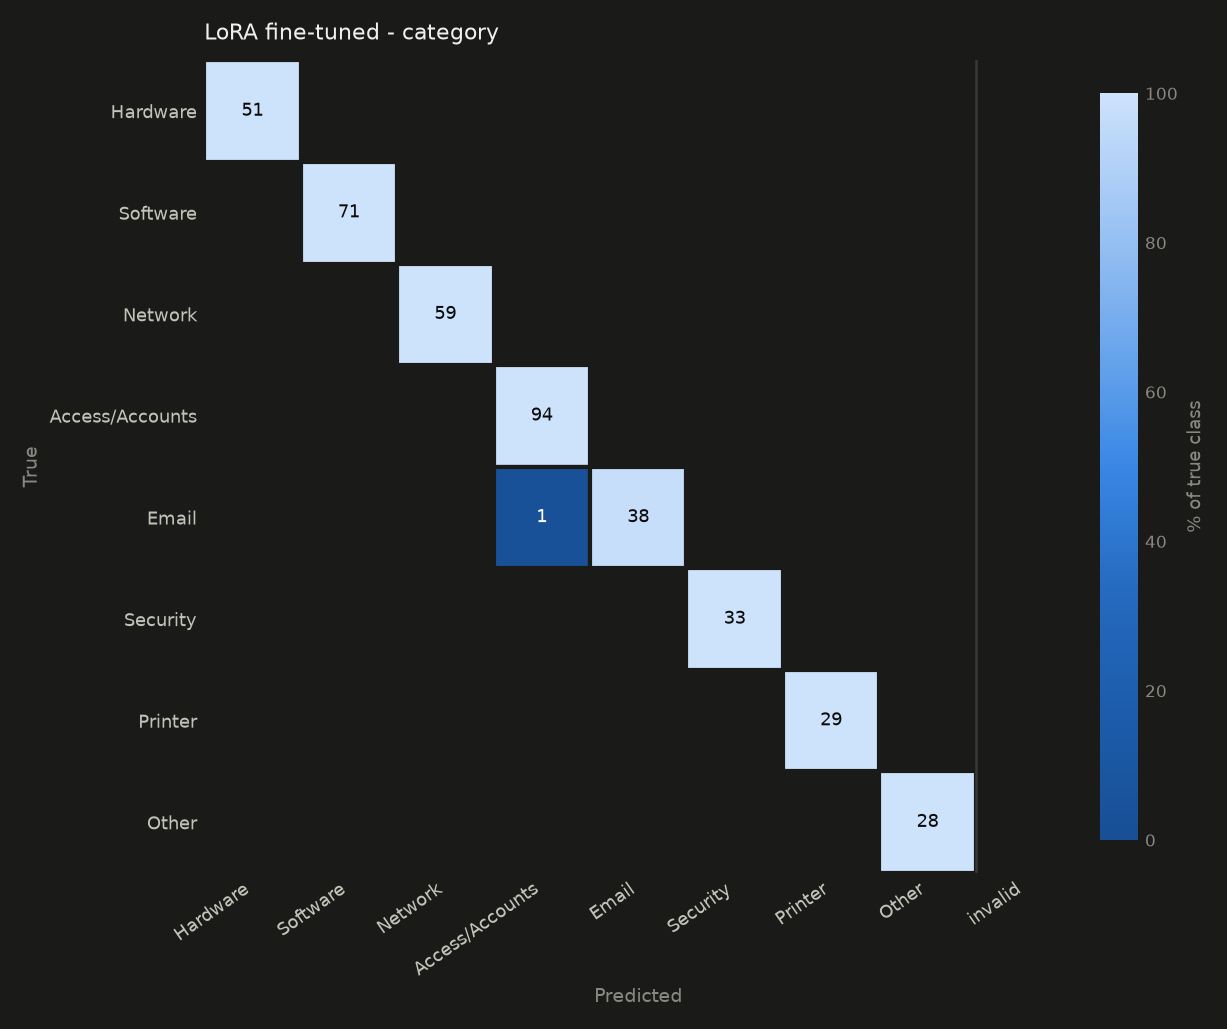 LoRA fine-tuned - category
Hardware
51
Software
71
Network
59
Access/Accounts
94
Email
1
38
Security
33
Printer
29
Other
28
Hardware
Software
Network
Access/Accounts
Email
Security
Printer
Other
invalid
Predicted
True
100
80
60
40
20
0
% of true class